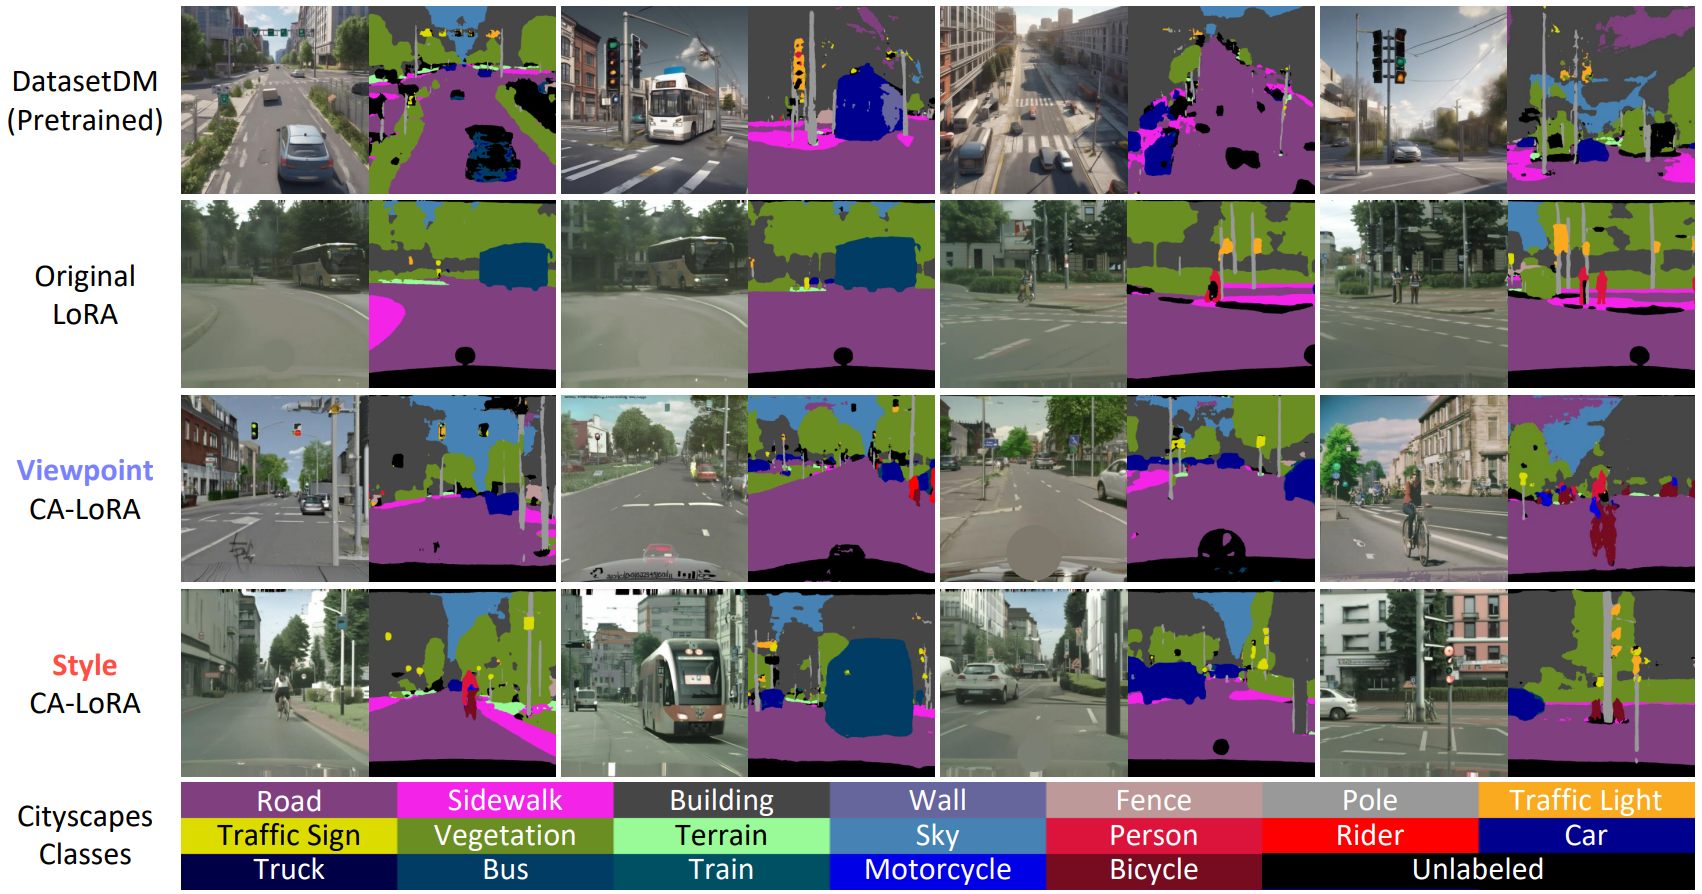 DatasetDM
(Pretrained)
Original
LoRA
Viewpoint
CA-LoRA
Style
CA-LoRA
Cityscapes
Classes
Road Sidewalk Building Wall Fence Pole Traffic Light
Traffic Sign Vegetation Terrain Sky Person Rider Car
Truck Bus Train Motorcycle Bicycle Unlabeled